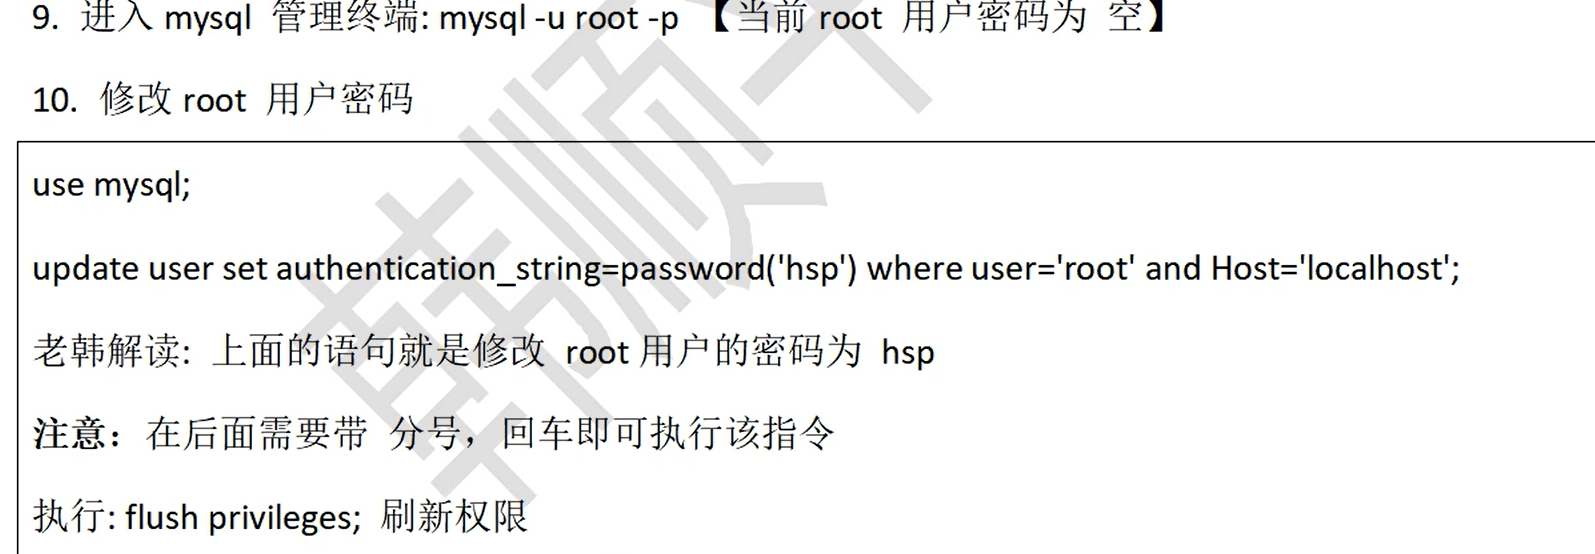 9. 进入 mysql 管理终端: mysql -u root -p 【当前 root 用户密码为 空】
10. 修改 root 用户密码
use mysql;
update user set authentication_string=password('hsp') where user='root' and Host='localhost';
老韩解读: 上面的语句就是修改 root 用户的密码为 hsp
注意：在后面需要带 分号，回车即可执行该指令
执行: flush privileges; 刷新权限
韩顺平